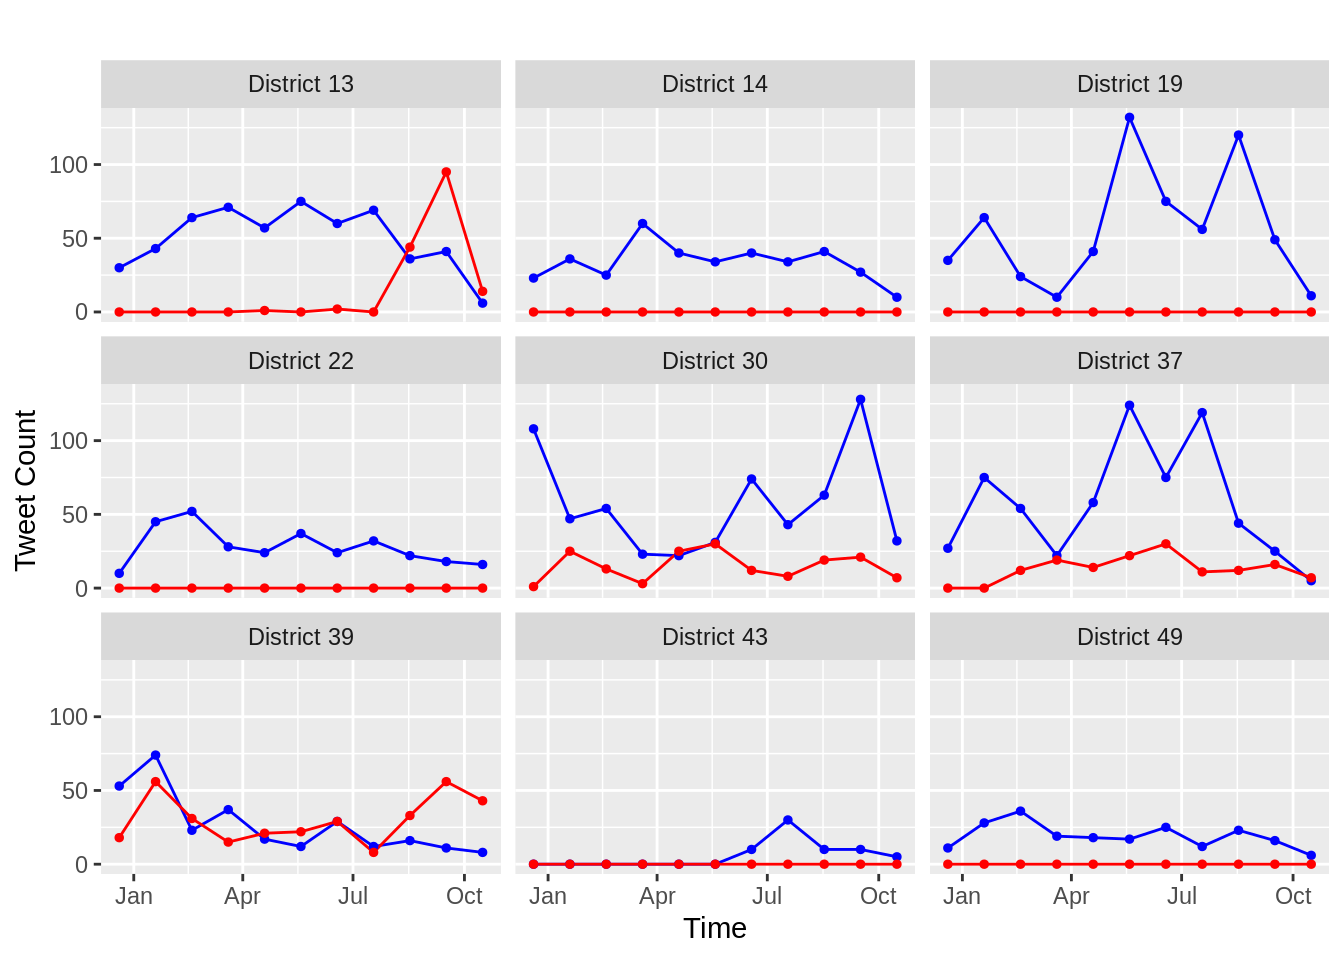 District 13
District 14
District 19
100
50
0
District 22
District 30
District 37
100
50
0
Tweet Count
District 39
District 43
District 49
100
50
0
Jan Apr Jul Oct
Jan Apr Jul Oct
Jan Apr Jul Oct
Time